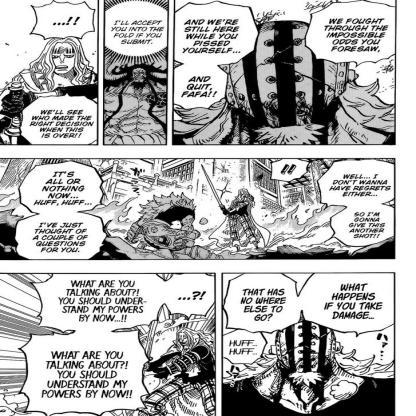 WE FOUGHT
THROUGH THE
IMPOSSIBLE
ODDS YOU
FORESAW,
AND WE'RE
STILL HERE
WHILE YOU
PISSED
YOURSELF...
AND
QUIT,
FAFA!!
I'LL ACCEPT
YOU INTO
THE FOLD IF YOU
SUBMIT.
...!!
WE'LL SEE
WHO MADE THE
RIGHT DECISION
WHEN THIS
IS OVER!!
WELL... I
DON'T WANNA
HAVE REGRETS
EITHER...
SO I'M
GONNA
GIVE THIS
ANOTHER
SHOT!!
!!
IT'S
ALL OR
NOTHING
NOW...
HUFF, HUFF...
I'VE JUST
THOUGHT OF
A COUPLE OF
QUESTIONS
FOR YOU.
WHAT
HAPPENS
IF YOU TAKE
DAMAGE...
THAT HAS
NO WHERE
ELSE TO
GO?
HUFF..
HUFF..
...?!
WHAT ARE YOU
TALKING ABOUT?!
YOU SHOULD UNDER-
STAND MY POWERS
BY NOW...!!
WHAT ARE YOU
TALKING ABOUT?!
YOU SHOULD
UNDERSTAND
MY POWERS
BY NOW!!